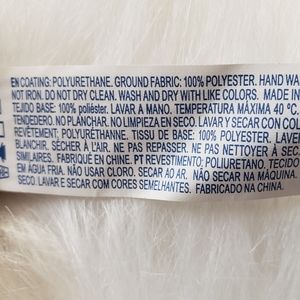 EN COATING: POLYURETHANE. GROUND FABRIC: 100% POLYESTER. HAND WA
NOT IRON. DO NOT DRY CLEAN. WASH AND DRY WITH LIKE COLORS. MADE IN
TEJIDO BASE: 100% poliéster. LAVAR A MANO. TEMPERATURA MÁXIMA 40 °C.
TENDEDERO. NO PLANCHAR. NO LIMPIEZA EN SECO. LAVAR Y SECAR CON COL
REVÊTEMENT: POLYURÉTHANNE. TISSU DE BASE: 100% POLYESTER. LAVE
BLANCHIR. SÉCHER À L'AIR. NE PAS REPASSER. NE PAS NETTOYER À SEC.
SIMILAIRES. FABRIQUÉ EN CHINE. PT REVESTIMENTO: POLIURETANO. TECIDO
EM ÁGUA FRIA. NÃO USAR CLORO. SECAR AO AR. NÃO SECAR NA MÁQUINA.
SECO. LAVAR E SECAR COM CORES SEMELHANTES. FABRICADO NA CHINA.